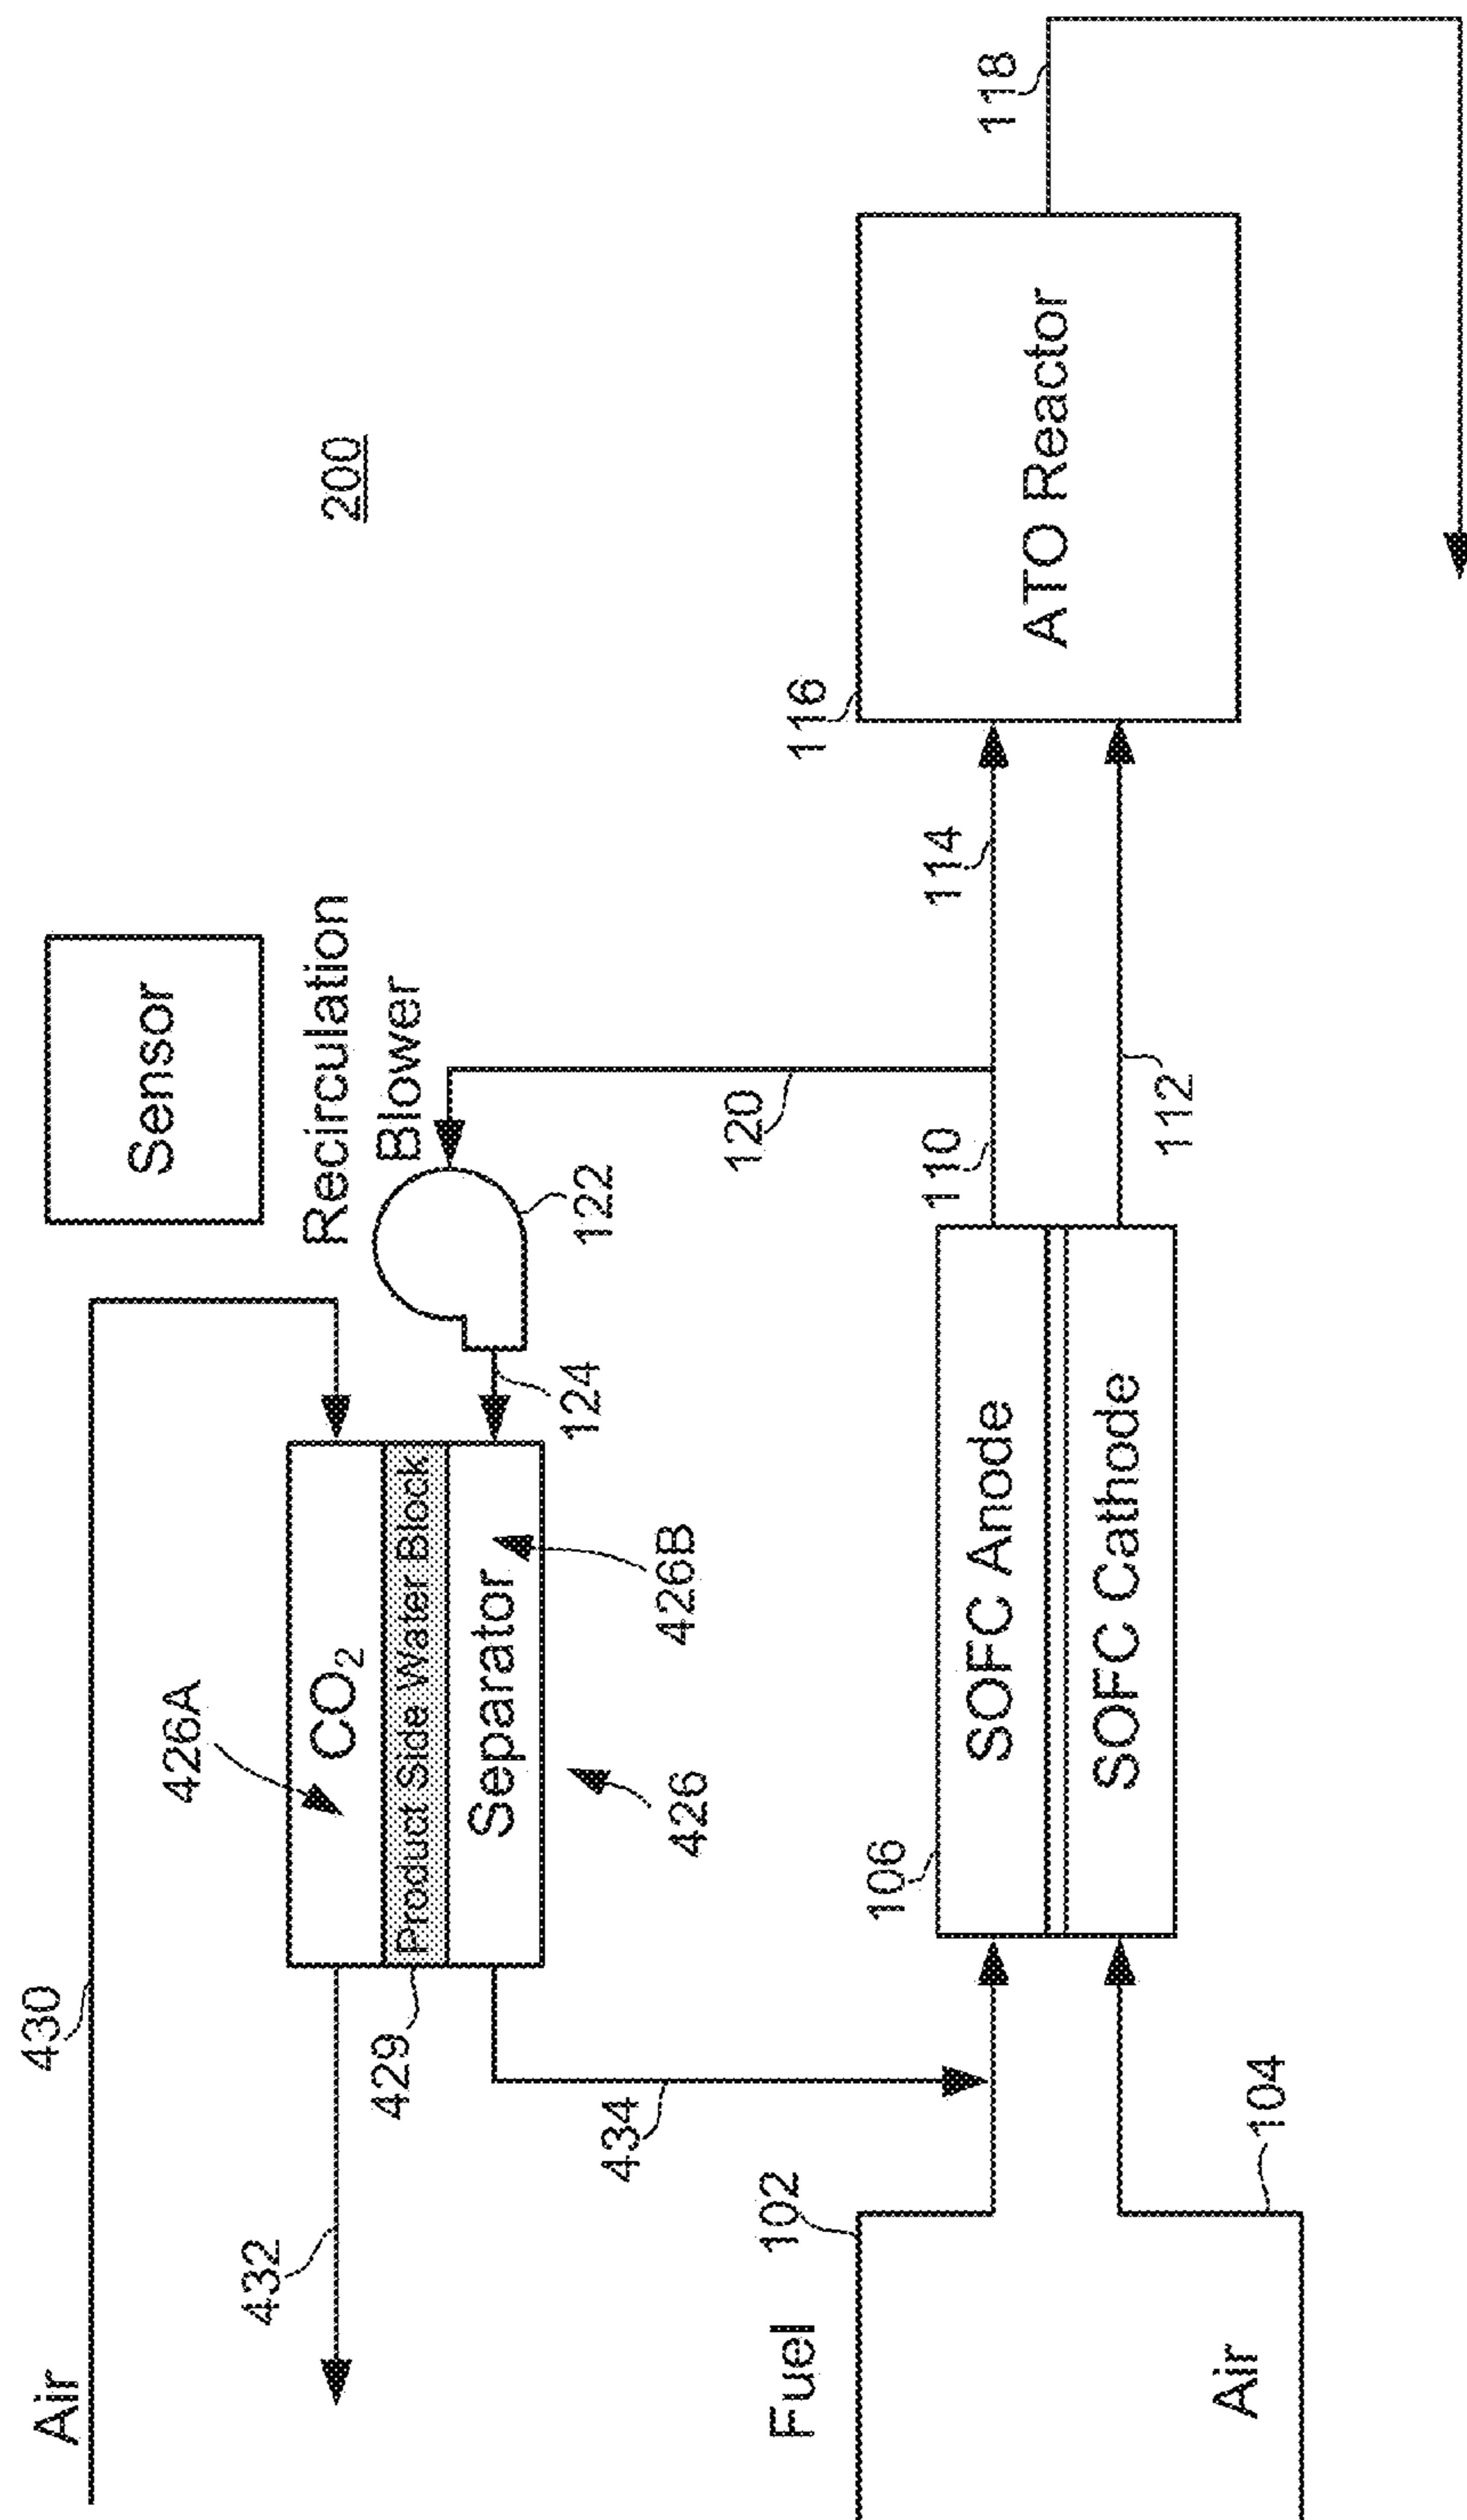 Air
430
Sensor
200
432
426A
CO2
Product Side Water Block
Separator
429
426B
426
Recirculation
Blower
122
124
434
120
118
Fuel
102
106
SOFC Anode
SOFC Cathode
110
114
112
116
ATO Reactor
Air
104